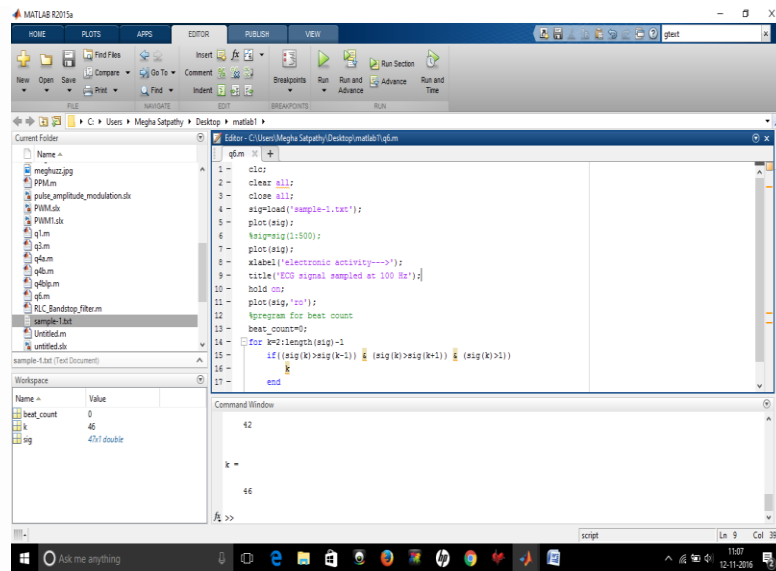 MATLAB R2015a
HOME PLOTS APPS EDITOR PUBLISH VIEW gtext
New Open Save Find Files Compare Print Go To Find Insert Comment Indent fx Breakpoints Run Run and Advance Run Section Advance Run and Time
FILE NAVIGATE EDIT BREAKPOINTS RUN
C: Users Megha Satpathy Desktop matlab1
Current Folder
Name
meghuzz.jpg
PPM.m
pulse_amplitude_modulation.slx
PWM.slx
PWM1.slx
q1.m
q3.m
q4a.m
q4b.m
q4blp.m
q6.m
RLC_Bandstop_filter.m
sample-1.txt
Untitled.m
untitled.slx
sample-1.txt (Text Document)
Workspace
Name Value
beat_count 0
k 46
sig 47x1 double
Editor - C:\Users\Megha Satpathy\Desktop\matlab1\q6.m
q6.m
1 - clc;
2 - clear all;
3 - close all;
4 - sig=load('sample-1.txt');
5 - plot(sig);
6 %sig=sig(1:500);
7 - plot(sig);
8 - xlabel('electronic activity--->');
9 - title('ECG signal sampled at 100 Hz');
10 - hold on;
11 - plot(sig,'ro');
12 %pregram for beat count
13 - beat_count=0;
14 - for k=2:length(sig)-1
15 - if((sig(k)>sig(k-1)) & (sig(k)>sig(k+1)) & (sig(k)>1))
16 - k
17 - end
Command Window
42
k =
46
fx >>
script Ln 9 Col 39
Ask me anything
11:07
12-11-2016